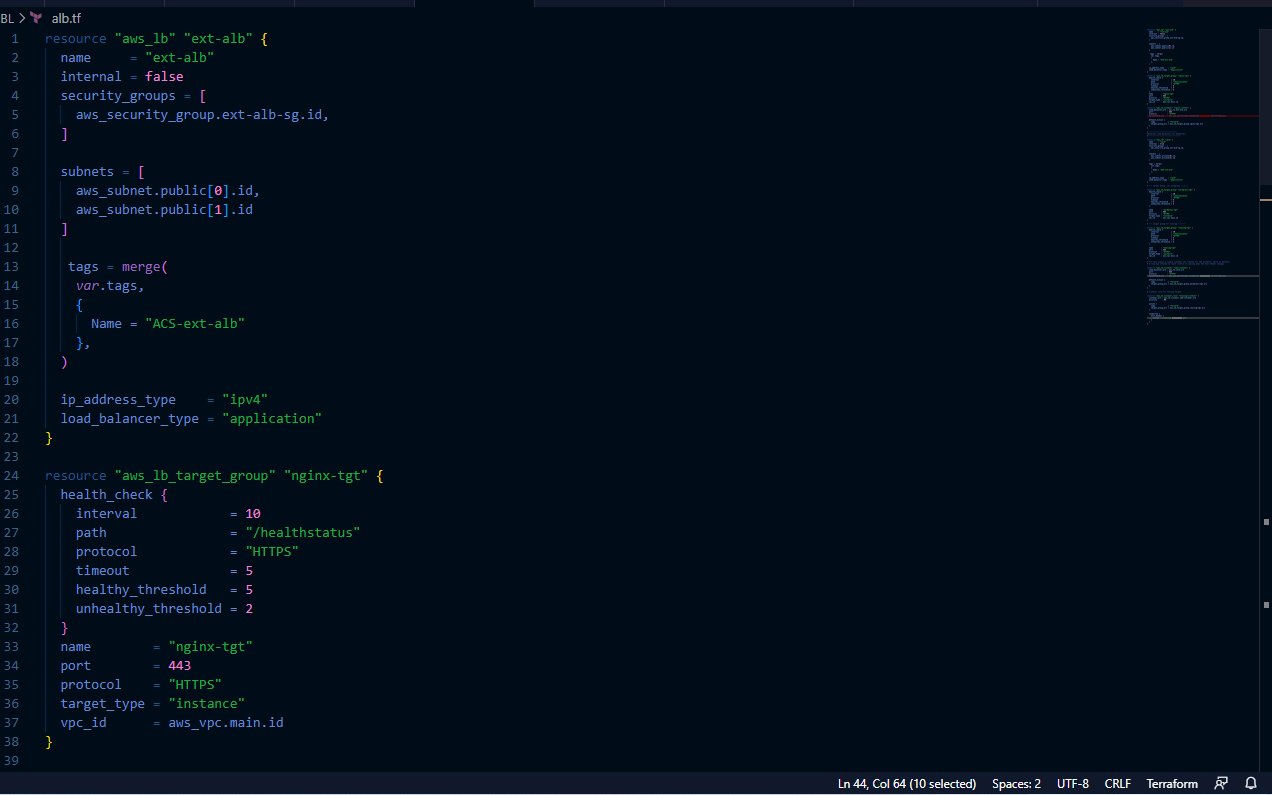 BL > alb.tf
1 resource "aws_lb" "ext-alb" {
2   name     = "ext-alb"
3   internal = false
4   security_groups = [
5     aws_security_group.ext-alb-sg.id,
6   ]
7
8   subnets = [
9     aws_subnet.public[0].id,
10     aws_subnet.public[1].id
11   ]
12
13    tags = merge(
14     var.tags,
15     {
16       Name = "ACS-ext-alb"
17     },
18   )
19
20   ip_address_type    = "ipv4"
21   load_balancer_type = "application"
22 }
23
24 resource "aws_lb_target_group" "nginx-tgt" {
25   health_check {
26     interval            = 10
27     path                = "/healthstatus"
28     protocol            = "HTTPS"
29     timeout             = 5
30     healthy_threshold   = 5
31     unhealthy_threshold = 2
32   }
33   name        = "nginx-tgt"
34   port        = 443
35   protocol    = "HTTPS"
36   target_type = "instance"
37   vpc_id      = aws_vpc.main.id
38 }
39
Ln 44, Col 64 (10 selected) Spaces: 2 UTF-8 CRLF Terraform